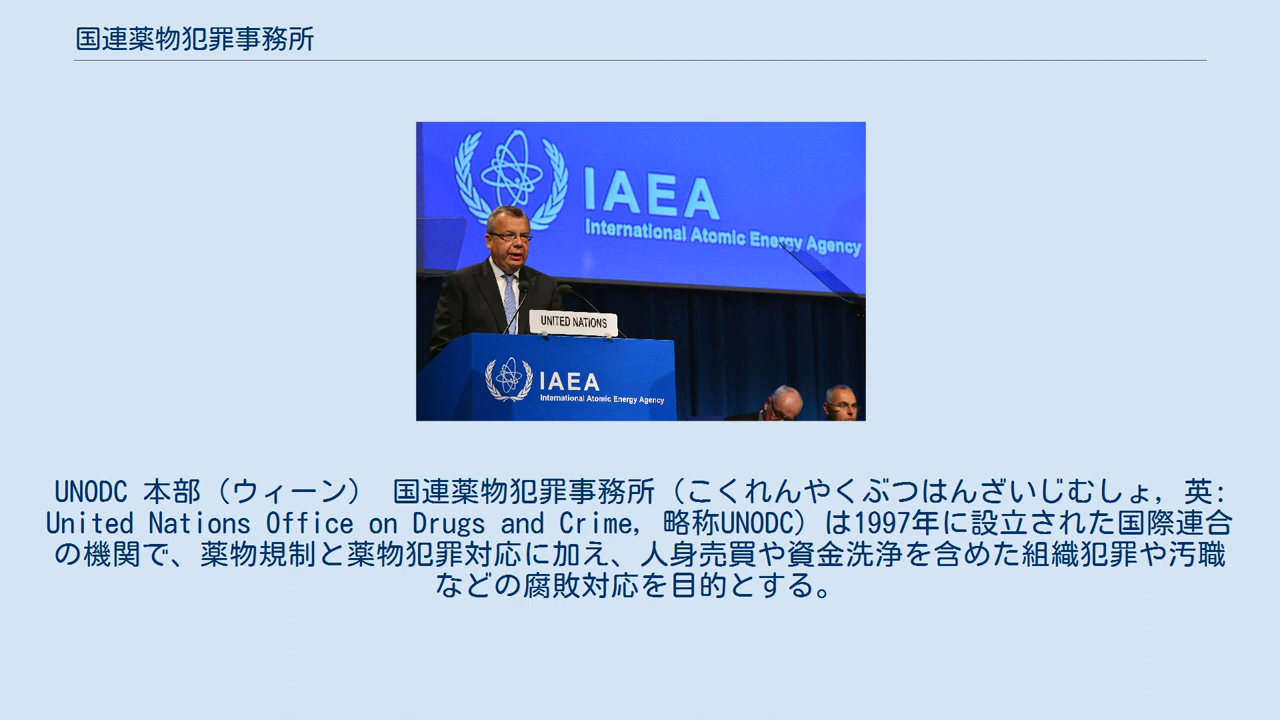 国連薬物犯罪事務所
IAEA
International Atomic Energy Agency
UNITED NATIONS
IAEA
International Atomic Energy Agency
UNODC 本部（ウィーン） 国連薬物犯罪事務所（こくれんやくぶつはんざいじむしょ, 英:
United Nations Office on Drugs and Crime, 略称UNODC）は1997年に設立された国際連合
の機関で、薬物規制と薬物犯罪対応に加え、人身売買や資金洗浄を含めた組織犯罪や汚職
などの腐敗対応を目的とする。